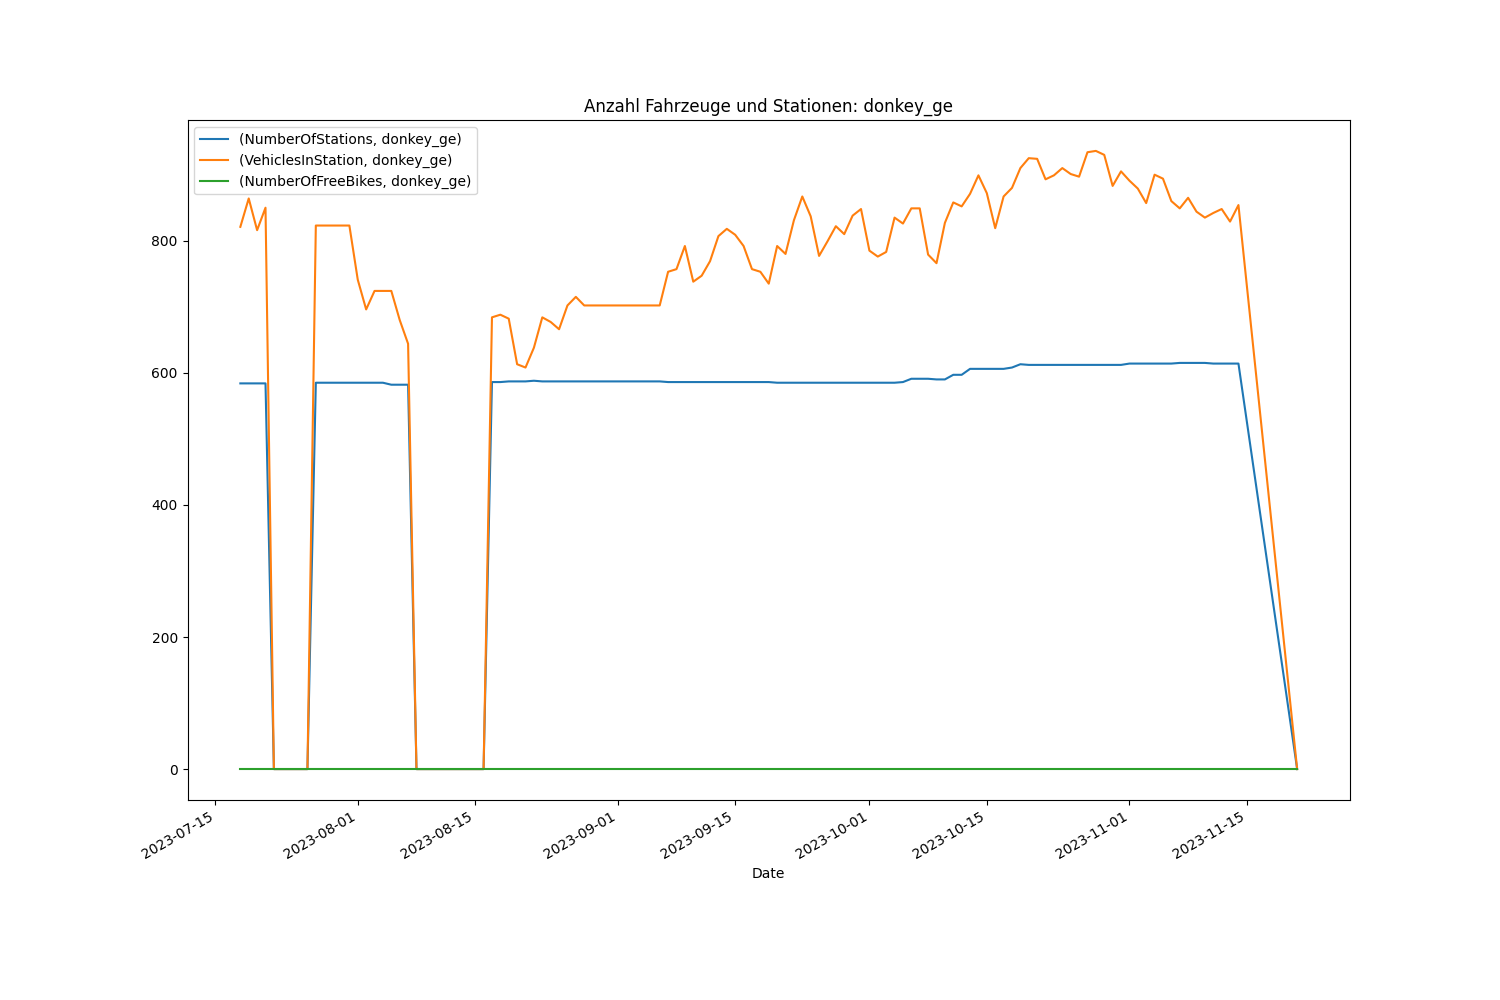 Anzahl Fahrzeuge und Stationen: donkey_ge
(NumberOfStations, donkey_ge)
(VehiclesInStation, donkey_ge)
(NumberOfFreeBikes, donkey_ge)
800
600
400
200
0
2023-07-15
2023-08-01
2023-08-15
2023-09-01
2023-09-15
2023-10-01
2023-10-15
2023-11-01
2023-11-15
Date